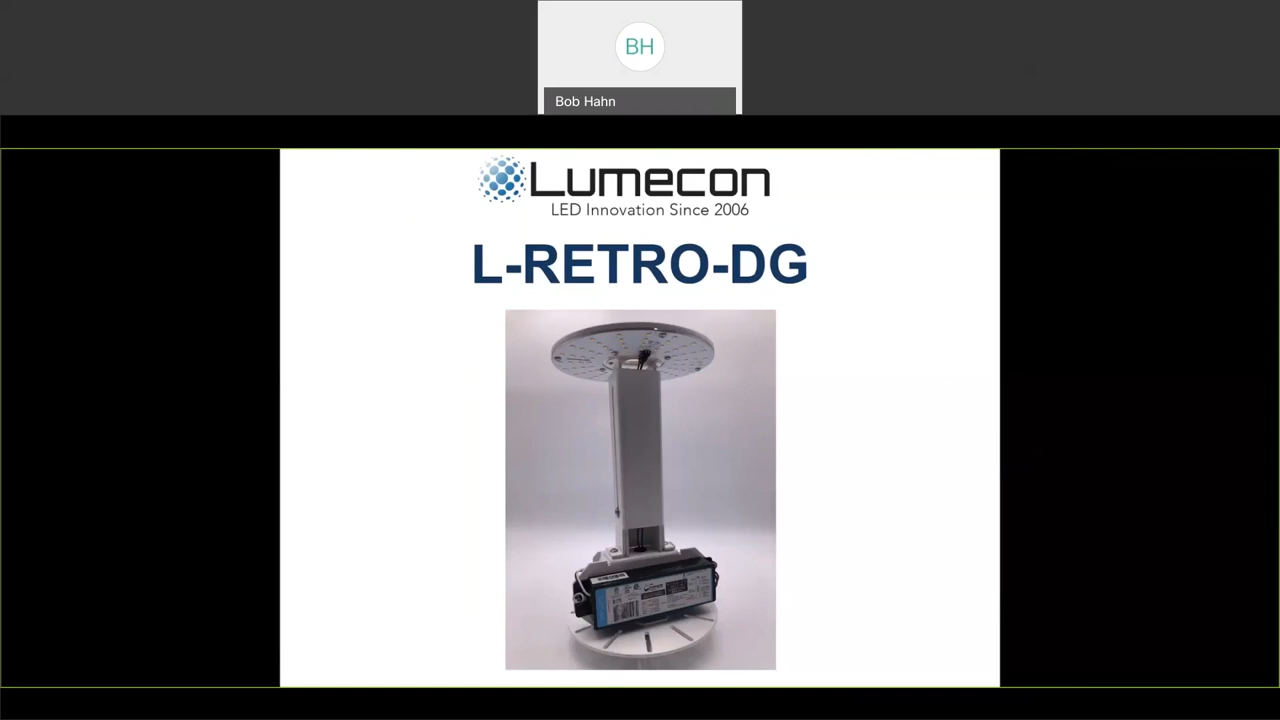 BH
Bob Hahn
Lumecon
LED Innovation Since 2006
L-RETRO-DG